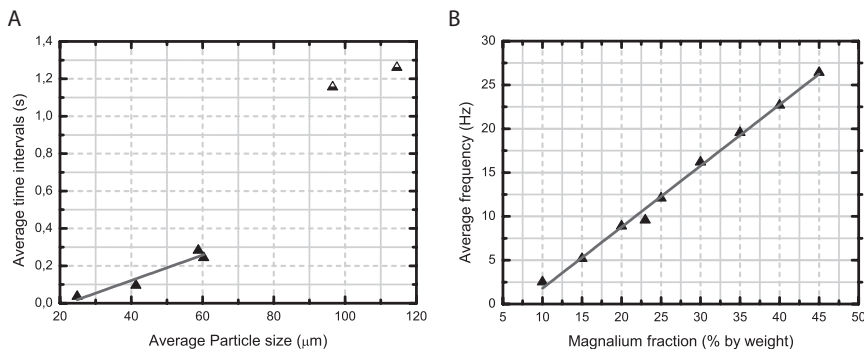 A
Average time intervals (s)
1,4
1,2
1,0
0,8
0,6
0,4
0,2
0,0
20 40 60 80 100 120
Average Particle size (μm)
B
Average frequency (Hz)
30
25
20
15
10
5
0
5 10 15 20 25 30 35 40 45 50
Magnalium fraction (% by weight)